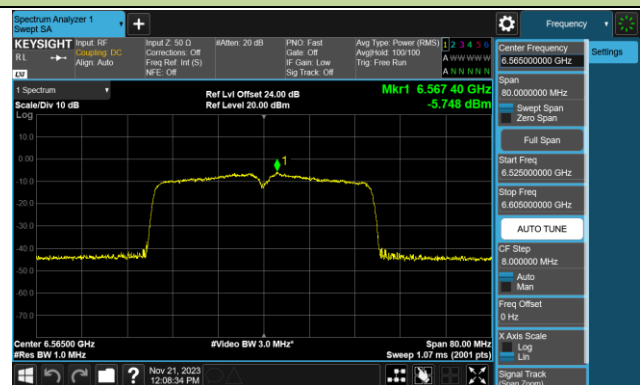 Spectrum Analyzer 1
Swept SA
Frequency
KEYSIGHT
Input: RF
Input Z: 50 Ω
#Atten: 20 dB
PNO: Fast
Avg Type: Power (RMS)
1 2 3 4 5 6
R L
Coupling: DC
Corrections: Off
Gate: Off
Avg|Hold: 100/100
A W W W W W
Align: Auto
Freq Ref: Int (S)
IF Gain: Low
Trig: Free Run
NFE: Off
Sig Track: Off
A N N N N N
LXI
1 Spectrum
Scale/Div 10 dB
Ref Lvl Offset 24.00 dB
Ref Level 20.00 dBm
Mkr1 6.567 40 GHz
-5.748 dBm
Log
10.0
0.00
-10.0
-20.0
-30.0
-40.0
-50.0
-60.0
-70.0
1
Center 6.56500 GHz
#Res BW 1.0 MHz
#Video BW 3.0 MHz*
Span 80.00 MHz
Sweep 1.07 ms (2001 pts)
Nov 21, 2023
12:08:34 PM
Center Frequency
6.565000000 GHz
Settings
Span
80.0000000 MHz
Swept Span
Zero Span
Full Span
Start Freq
6.525000000 GHz
Stop Freq
6.605000000 GHz
AUTO TUNE
CF Step
8.000000 MHz
Auto
Man
Freq Offset
0 Hz
X Axis Scale
Log
Lin
Signal Track
(Span Zoom)